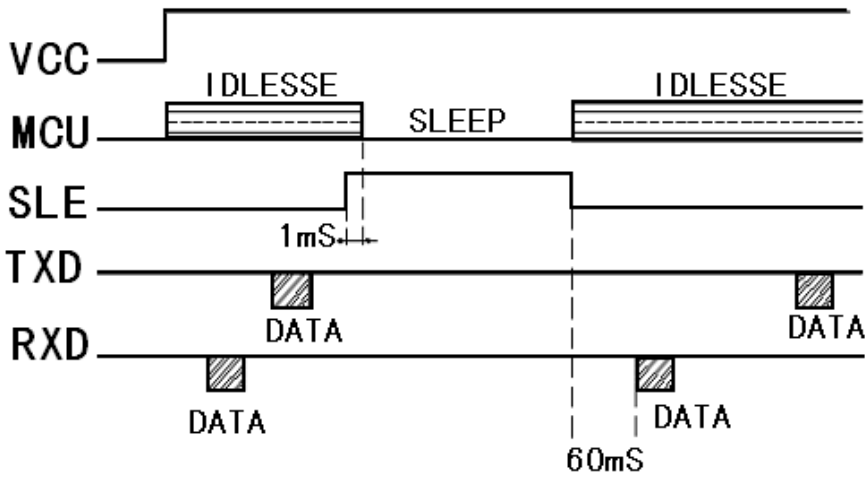 VCC
IDLESSE IDLESSE
MCU SLEEP
SLE
1mS
TXD
DATA DATA
RXD
DATA DATA
60mS